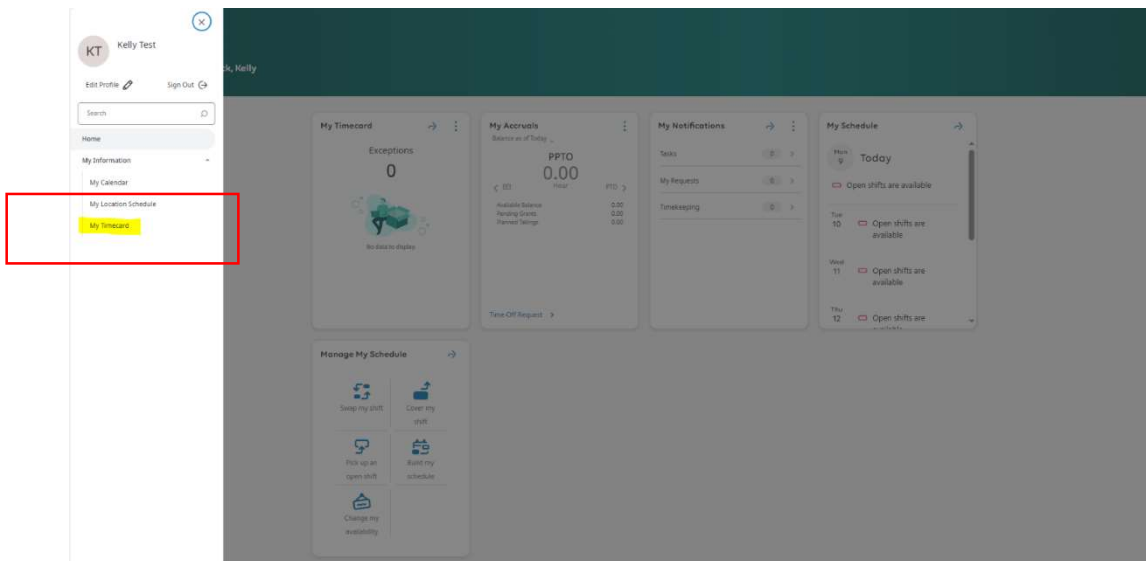 KT
Kelly Test
Edit Profile
Sign Out
Search
Home
My Information
My Calendar
My Location Schedule
My Timecard
ck, Kelly
My Timecard
Exceptions
0
No data to display
My Accruals
Balance as of Today
PPTO
0.00
Hour
PTO
Available Balance 0.00
Pending Grants 0.00
Planned Takings 0.00
Time Off Request
My Notifications
Tasks 0
My Requests 0
Timekeeping 0
My Schedule
Mon
9 Today
Open shifts are available
Tue
10 Open shifts are
available
Wed
11 Open shifts are
available
Thu
12 Open shifts are
Manage My Schedule
Swap my shift
Cover my
shift
Pick up an
open shift
Build my
schedule
Change my
availability